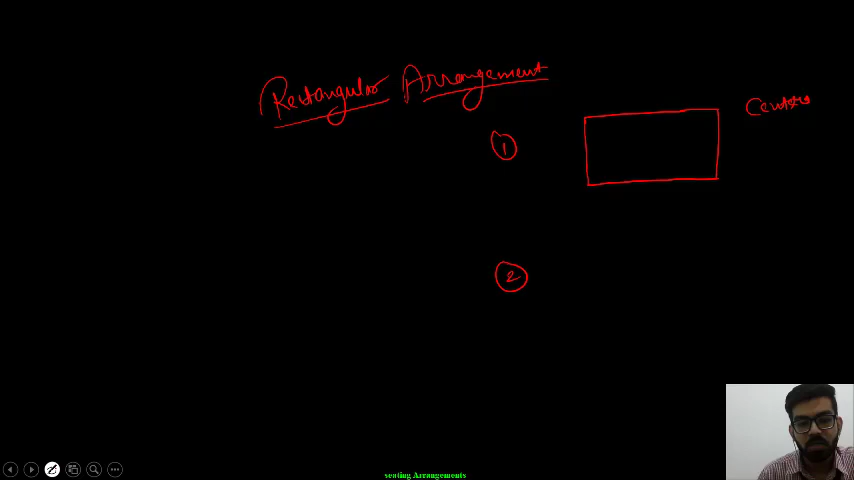 Rectangular Arrangement
Centre
1
2
seating Arrangements